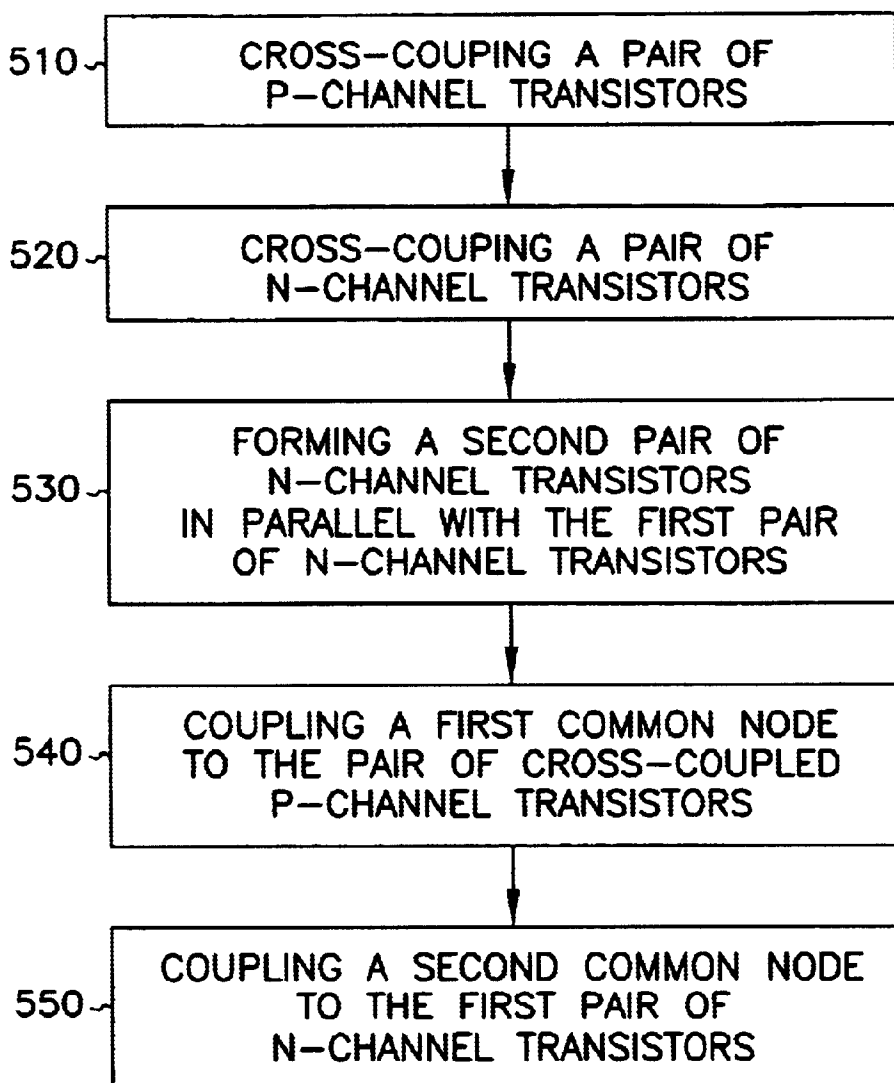 510
CROSS-COUPING A PAIR OF
P-CHANNEL TRANSISTORS
520
CROSS-COUPING A PAIR OF
N-CHANNEL TRANSISTORS
530
FORMING A SECOND PAIR OF
N-CHANNEL TRANSISTORS
IN PARALLEL WITH THE FIRST PAIR
OF N-CHANNEL TRANSISTORS
540
COUPLING A FIRST COMMON NODE
TO THE PAIR OF CROSS-COUPLED
P-CHANNEL TRANSISTORS
550
COUPLING A SECOND COMMON NODE
TO THE FIRST PAIR OF
N-CHANNEL TRANSISTORS